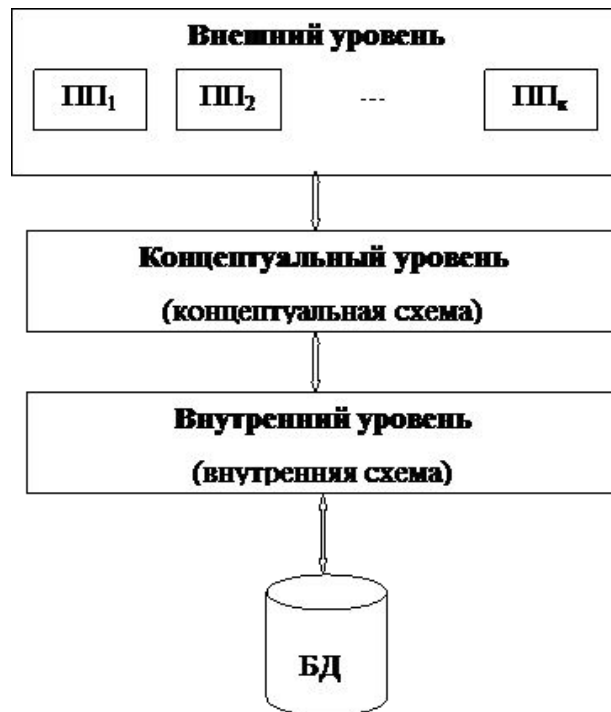 Внешний уровень
ПП1 ПП2 --- ППк
Концептуальный уровень
(концептуальная схема)
Внутренний уровень
(внутренняя схема)
БД